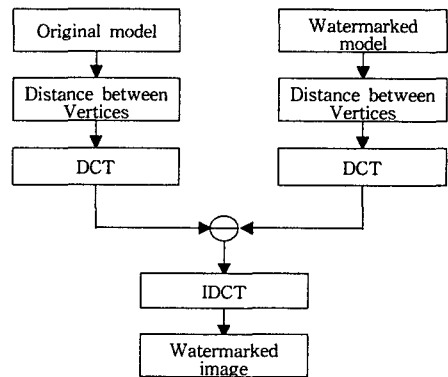 Original model
Watermarked model
Distance between Vertices
Distance between Vertices
DCT
DCT
IDCT
Watermarked image